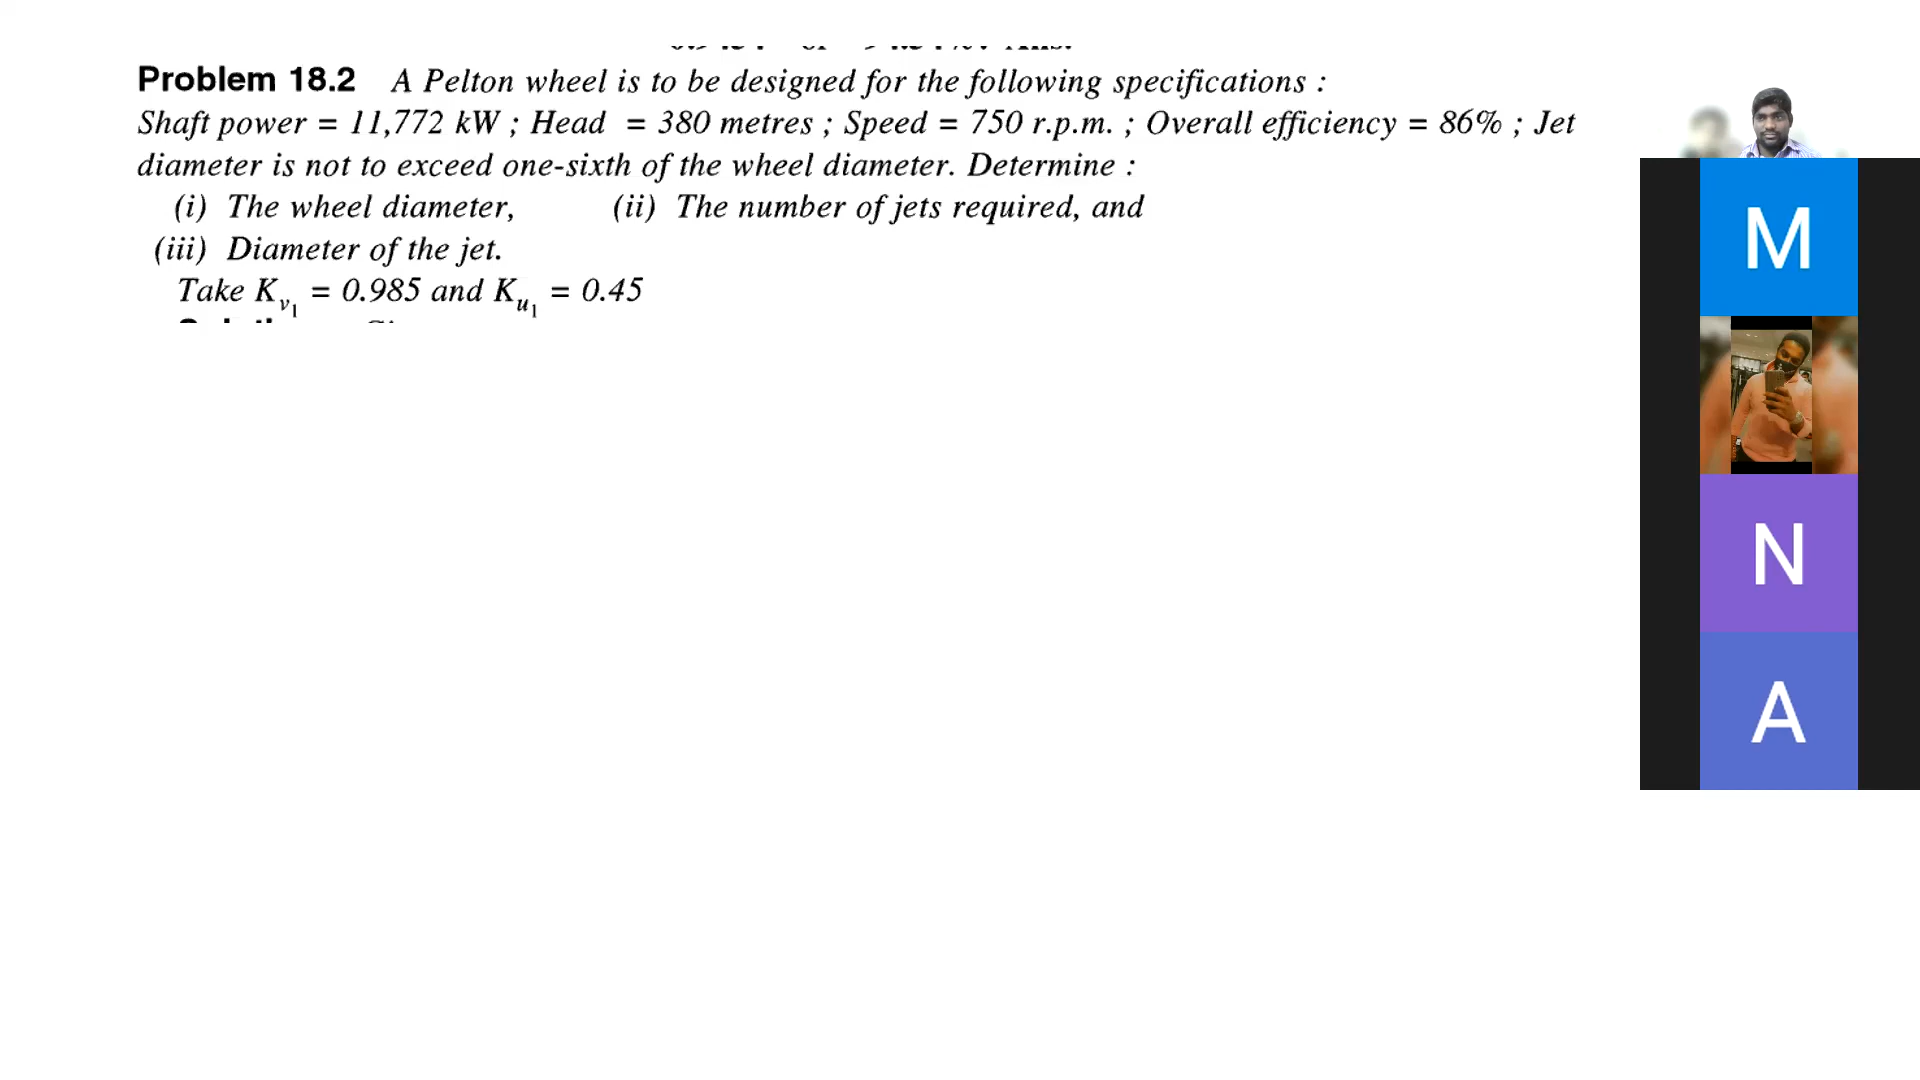 Problem 18.2 A Pelton wheel is to be designed for the following specifications :
Shaft power = 11,772 kW ; Head = 380 metres ; Speed = 750 r.p.m. ; Overall efficiency = 86% ; Jet
diameter is not to exceed one-sixth of the wheel diameter. Determine :
(i) The wheel diameter, (ii) The number of jets required, and
(iii) Diameter of the jet.
Take Kv1 = 0.985 and Ku1 = 0.45
M
N
A